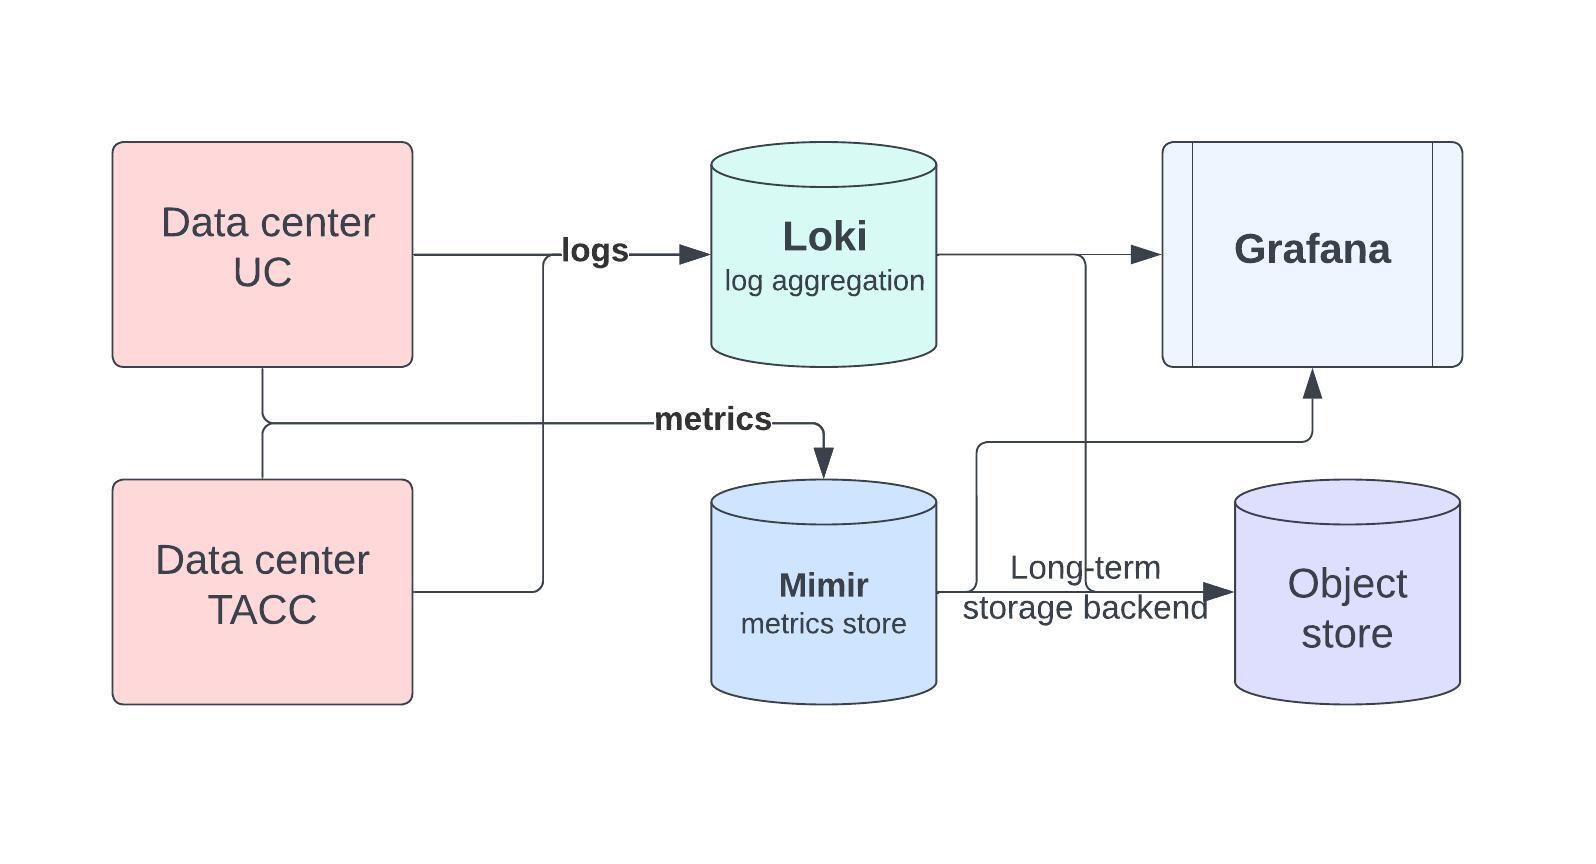 Data center
UC
logs
Loki
log aggregation
Grafana
metrics
Data center
TACC
Mimir
metrics store
Long-term
storage backend
Object
store